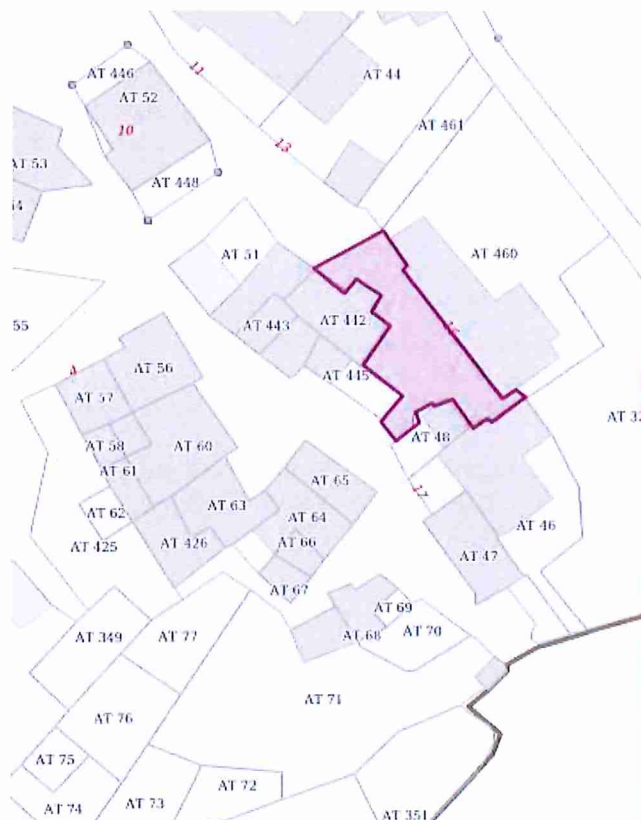 11
AT 44
AT 446
AT 52
10
AT 461
13
AT 53
AT 448
AT 51
AT 460
55
AT 442
AT 443
AT 445
AT 56
4
AT 57
AT 48
AT 58
AT 60
AT 61
AT 65
17
AT 62
AT 63
AT 64
AT 46
AT 425
AT 426
AT 66
AT 47
AT 67
AT 69
AT 349
AT 77
AT 68
AT 70
AT 76
AT 71
AT 75
AT 72
AT 74
AT 73
AT 351